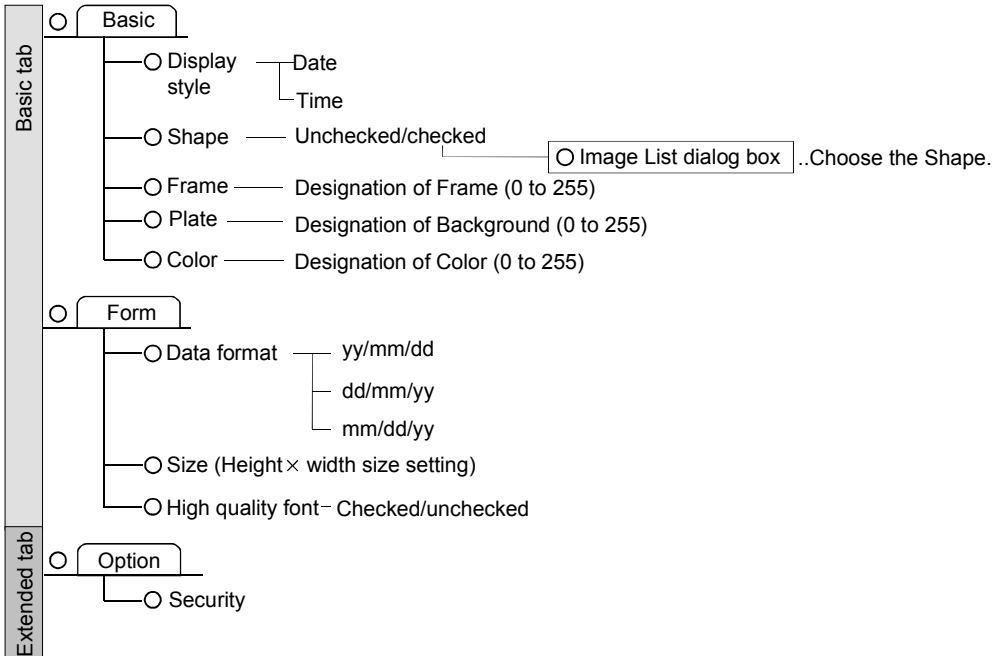 Basic tab
Basic
Display style
Date
Time
Shape
Unchecked/checked
Image List dialog box
..Choose the Shape.
Frame
Designation of Frame (0 to 255)
Plate
Designation of Background (0 to 255)
Color
Designation of Color (0 to 255)
Form
Data format
yy/mm/dd
dd/mm/yy
mm/dd/yy
Size (Height× width size setting)
High quality font
Checked/unchecked
Extended tab
Option
Security